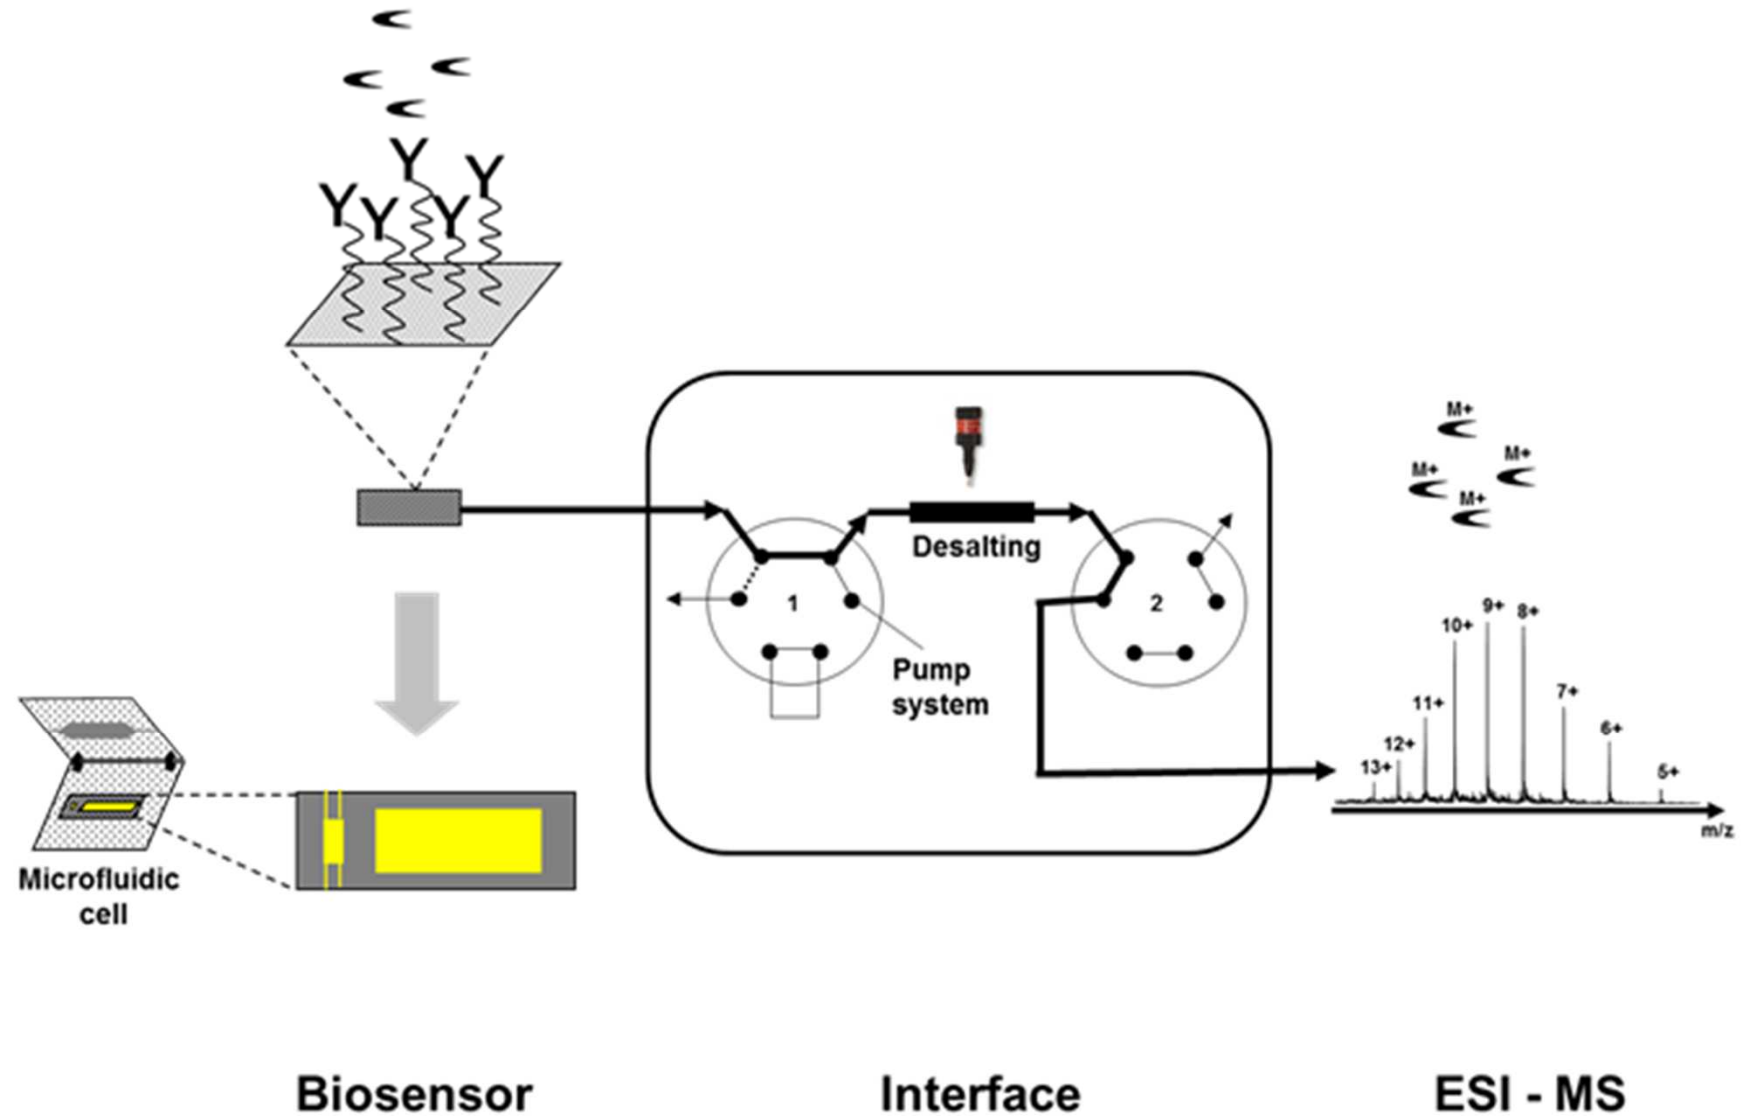 Y
Y
Y
Y
Y
M+
M+
M+
M+
Desalting
1
2
Pump
system
9+
8+
10+
7+
11+
6+
12+
13+
5+
m/z
Microfluidic
cell
Biosensor
Interface
ESI - MS